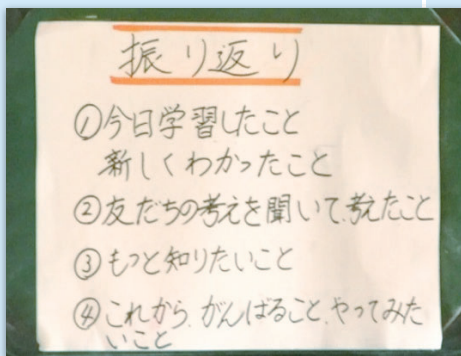 振り返り
①今日学習したこと
新しくわかったこと
②友だちの考えを聞いて、考えたこと
③もっと知りたいこと
④これから、がんばること、やってみた
いこと